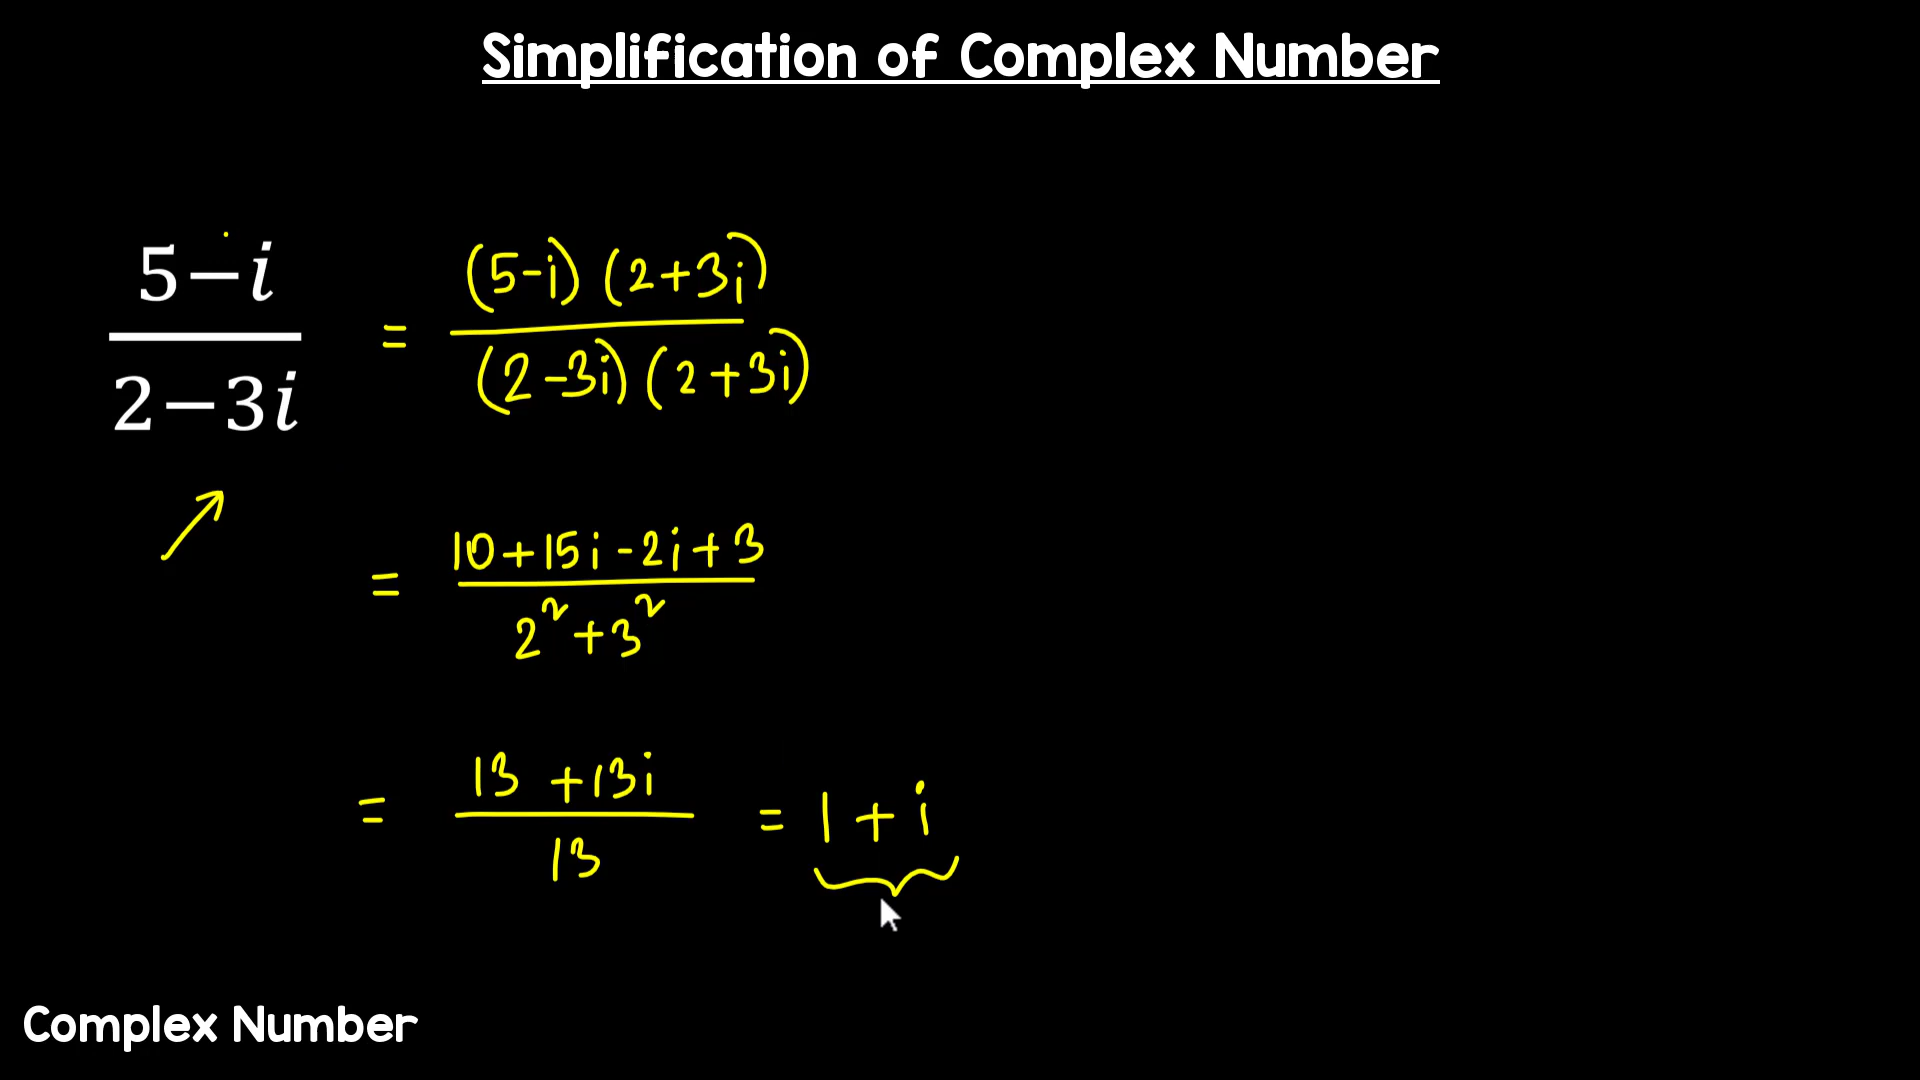 Simplification of Complex Number
5-i
2-3i
= (5-i) (2+3i)
(2-3i) (2+3i)
= 10+15i-2i+3
2²+3²
= 13 +13i
13
= 1 + i
Complex Number